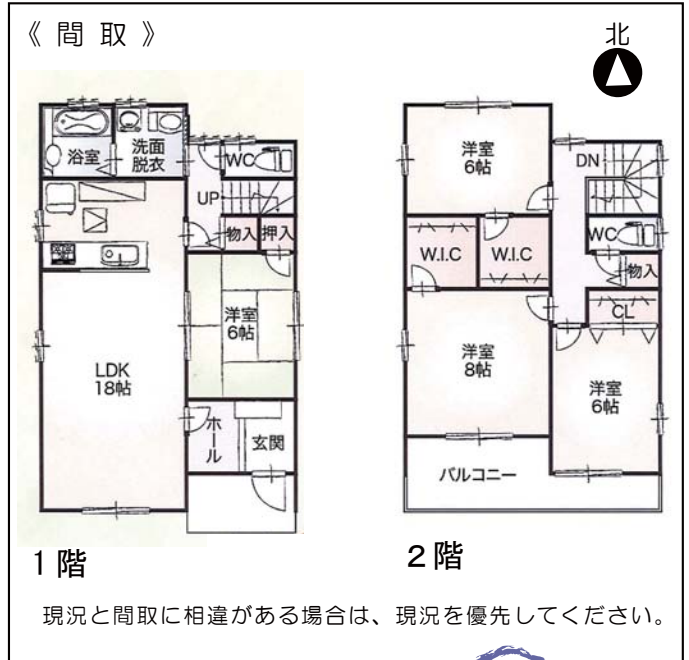 《間取》
北
浴室
洗面
脱衣
WC
UP
物入
押入
洋室
6帖
LDK
18帖
ホール
玄関
1階
洋室
6帖
DN
W.I.C
W.I.C
WC
物入
CL
洋室
8帖
洋室
6帖
バルコニー
2階
現況と間取に相違がある場合は、現況を優先してください。